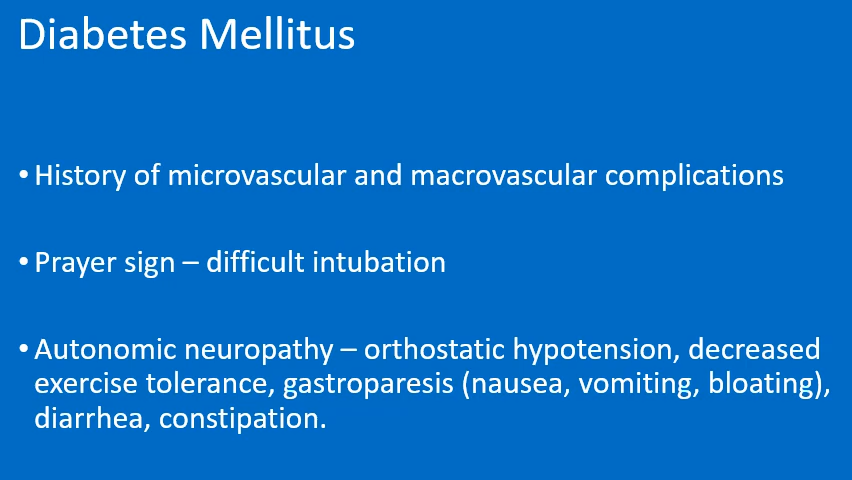 Diabetes Mellitus
• History of microvascular and macrovascular complications
• Prayer sign – difficult intubation
• Autonomic neuropathy – orthostatic hypotension, decreased
exercise tolerance, gastroparesis (nausea, vomiting, bloating),
diarrhea, constipation.